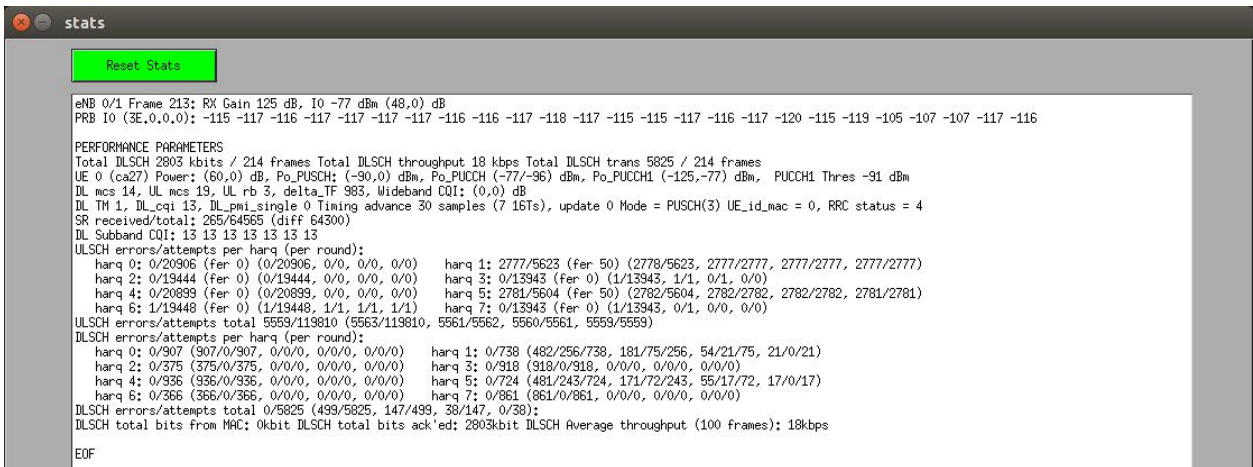 stats
Reset Stats
eNB 0/1 Frame 213: RX Gain 125 dB, I0 -77 dBm (48,0) dB
PRB I0 (3E.0.0.0): -115 -117 -116 -117 -117 -117 -117 -116 -116 -117 -118 -117 -115 -115 -117 -116 -117 -120 -115 -119 -105 -107 -107 -117 -116
PERFORMANCE PARAMETERS
Total DLSCH 2803 kbits / 214 frames Total DLSCH throughput 18 kbps Total DLSCH trans 5825 / 214 frames
UE 0 (ca27) Power: (60,0) dB, Po_PUSCH: (-90,0) dBm, Po_PUCCH (-77/-96) dBm, Po_PUCCH1 (-125,-77) dBm,  PUCCH1 Thres -91 dBm
DL mcs 14, UL mcs 19, UL rb 3, delta_TF 983, Wideband CQI: (0,0) dB
DL TM 1, DL_cqi 13, DL_pmi_single 0 Timing advance 30 samples (7 16Ts), update 0 Mode = PUSCH(3) UE_id_mac = 0, RRC status = 4
SR received/total: 265/64565 (diff 64300)
DL Subband CQI: 13 13 13 13 13 13 13
ULSCH errors/attempts per harq (per round):
harq 0: 0/20906 (fer 0) (0/20906, 0/0, 0/0, 0/0)    harq 1: 2777/5623 (fer 50) (2778/5623, 2777/2777, 2777/2777, 2777/2777)
harq 2: 0/19444 (fer 0) (0/19444, 0/0, 0/0, 0/0)    harq 3: 0/13943 (fer 0) (1/13943, 1/1, 0/1, 0/0)
harq 4: 0/20899 (fer 0) (0/20899, 0/0, 0/0, 0/0)    harq 5: 2781/5604 (fer 50) (2782/5604, 2782/2782, 2782/2782, 2781/2781)
harq 6: 1/19448 (fer 0) (1/19448, 1/1, 1/1, 1/1)    harq 7: 0/13943 (fer 0) (1/13943, 0/1, 0/0, 0/0)
ULSCH errors/attempts total 5559/119810 (5563/119810, 5561/5562, 5560/5561, 5559/5559)
DLSCH errors/attempts per harq (per round):
harq 0: 0/907 (907/0/907, 0/0/0, 0/0/0, 0/0/0)    harq 1: 0/738 (482/256/738, 181/75/256, 54/21/75, 21/0/21)
harq 2: 0/375 (375/0/375, 0/0/0, 0/0/0, 0/0/0)    harq 3: 0/918 (918/0/918, 0/0/0, 0/0/0, 0/0/0)
harq 4: 0/936 (936/0/936, 0/0/0, 0/0/0, 0/0/0)    harq 5: 0/724 (481/243/724, 171/72/243, 55/17/72, 17/0/17)
harq 6: 0/366 (366/0/366, 0/0/0, 0/0/0, 0/0/0)    harq 7: 0/861 (861/0/861, 0/0/0, 0/0/0, 0/0/0)
DLSCH errors/attempts total 0/5825 (499/5825, 147/499, 38/147, 0/38):
DLSCH total bits from MAC: 0kbit DLSCH total bits ack'ed: 2803kbit DLSCH Average throughput (100 frames): 18kbps
EOF